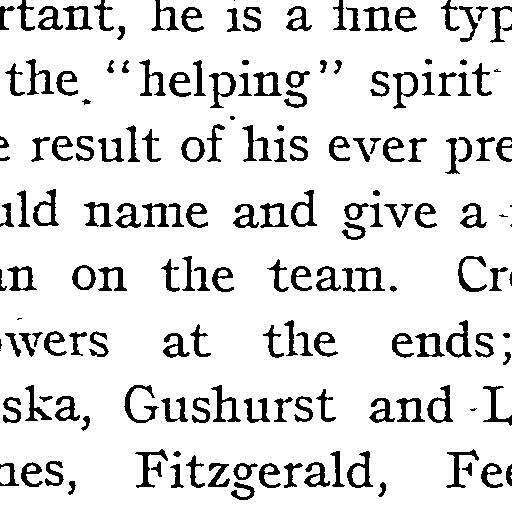 rtant, he is a fine typ
the "helping" spirit
e result of his ever pre
uld name and give a
an on the team. Cr
owers at the ends;
ska, Gushurst and L
nes, Fitzgerald, Fee